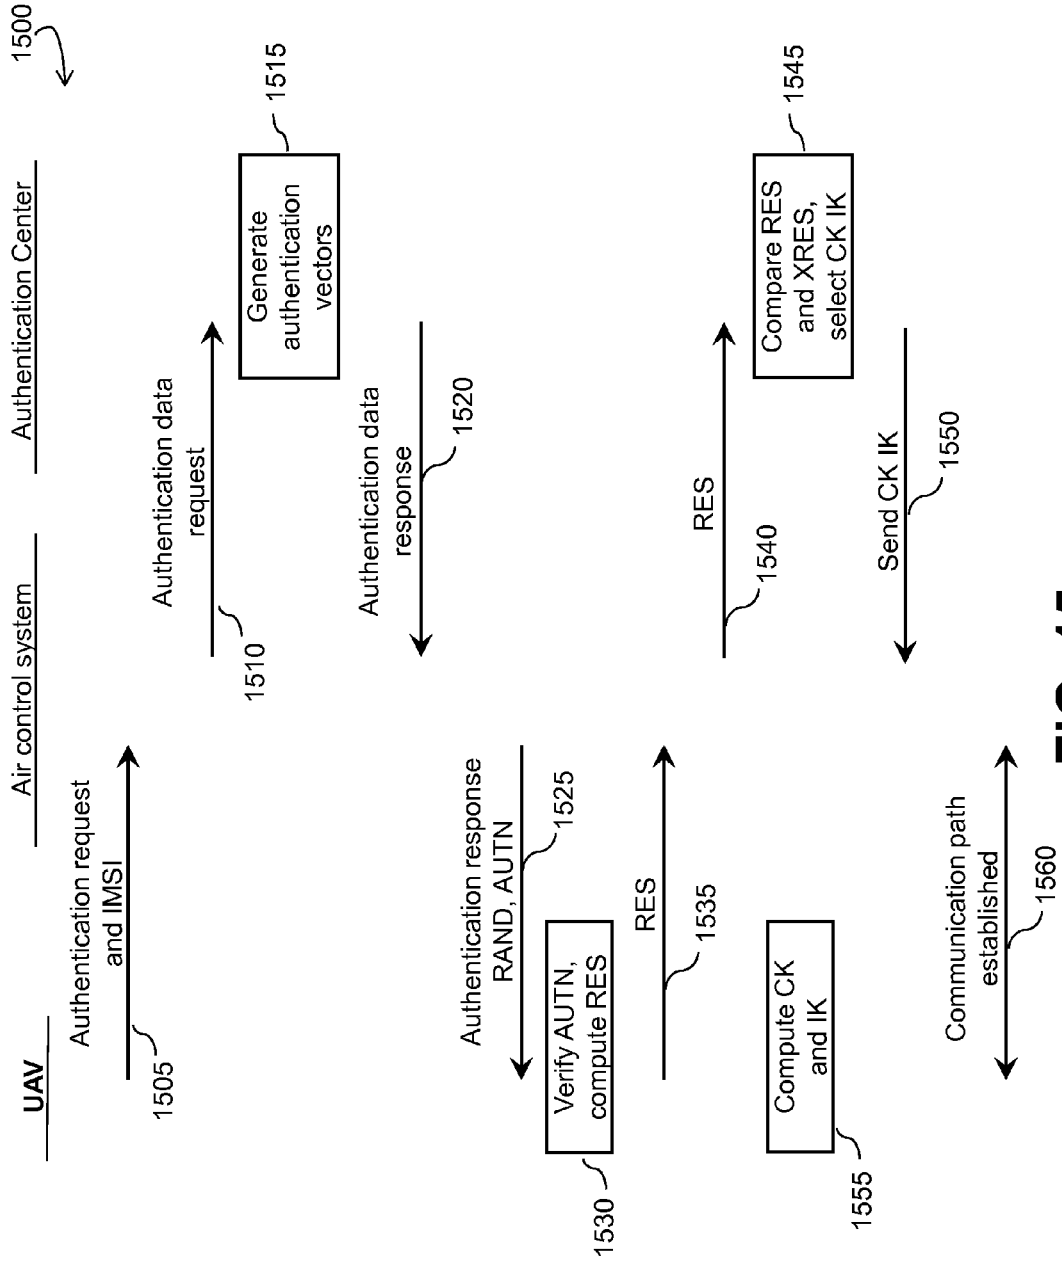 1500
UAV
Air control system
Authentication Center
Authentication request
and IMSI
1505
Authentication data
request
1510
Generate
authentication
vectors
1515
Authentication data
response
1520
Authentication response
RAND, AUTN
1525
Verify AUTN,
compute RES
1530
RES
1535
RES
1540
Compare RES
and XRES,
select CK IK
1545
Compute CK
and IK
1555
Send CK IK
1550
Communication path
established
1560